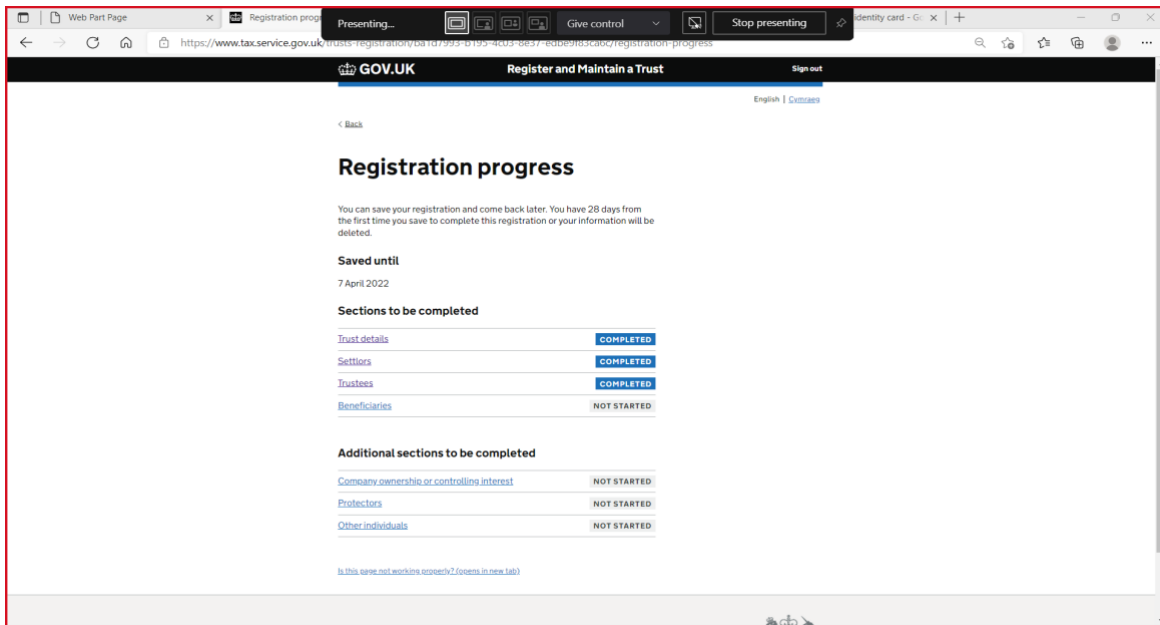 Web Part Page
Registration progr
Presenting...
Give control
Stop presenting
identity card - G
https://www.tax.service.gov.uk/trusts-registration/ba1d7993-b195-4c03-8e37-edbe9f83ca6c/registration-progress
GOV.UK
Register and Maintain a Trust
Sign out
English | Cymraeg
< Back
Registration progress
You can save your registration and come back later. You have 28 days from
the first time you save to complete this registration or your information will be
deleted.
Saved until
7 April 2022
Sections to be completed
Trust details COMPLETED
Settlors COMPLETED
Trustees COMPLETED
Beneficiaries NOT STARTED
Additional sections to be completed
Company ownership or controlling interest NOT STARTED
Protectors NOT STARTED
Other individuals NOT STARTED
Is this page not working properly? (opens in new tab)